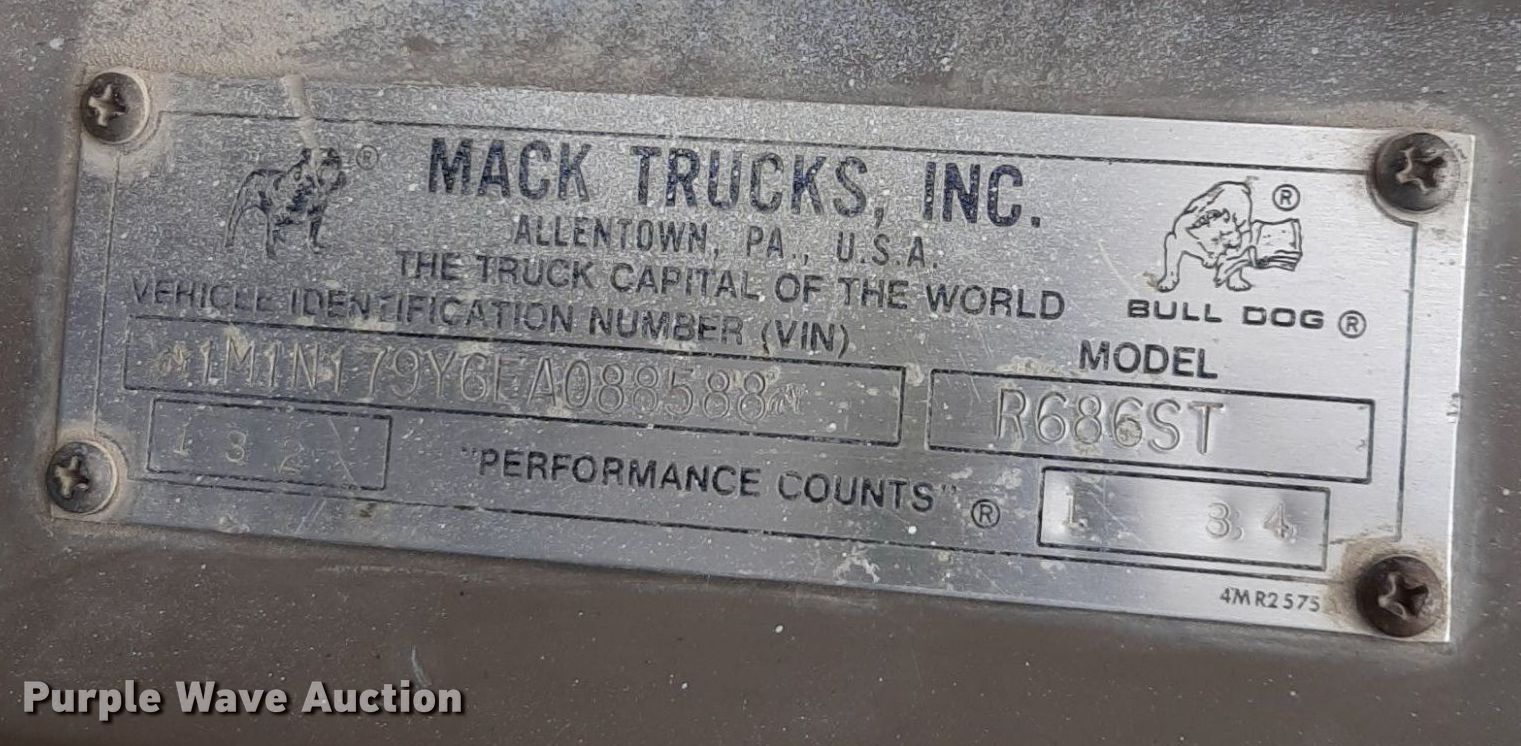 ®
MACK TRUCKS, INC.
ALLENTOWN, PA., U.S.A.
THE TRUCK CAPITAL OF THE WORLD
®
BULL DOG ®
VEHICLE IDENTIFICATION NUMBER (VIN)
1M1N179Y6EA088588
MODEL
R686ST
1 3 2
"PERFORMANCE COUNTS" ®
1 3 4
4MR2575
Purple Wave Auction